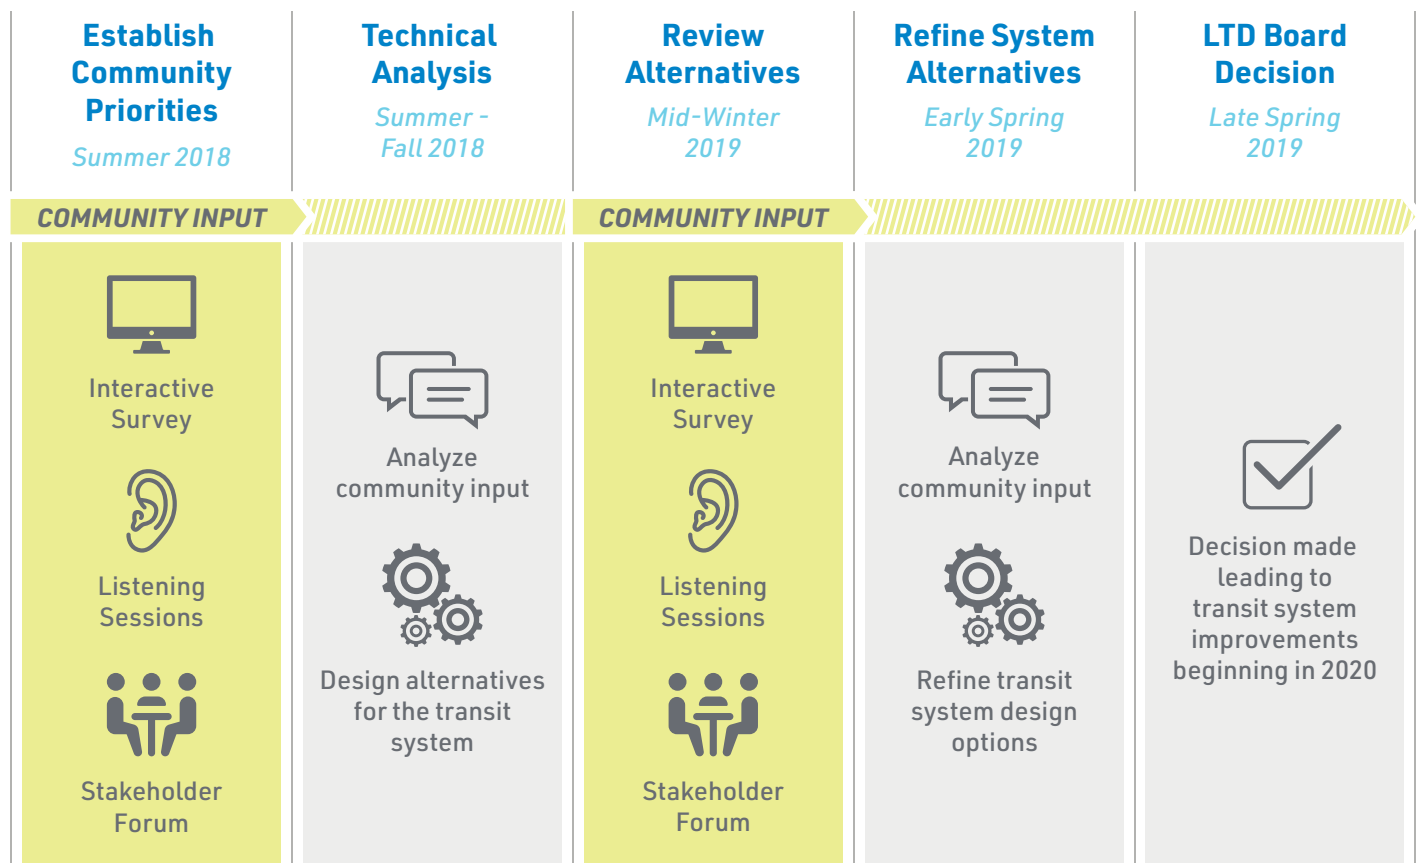 Establish
Community
Priorities
Summer 2018
COMMUNITY INPUT
Interactive
Survey
Listening
Sessions
Stakeholder
Forum
Technical
Analysis
Summer -
Fall 2018
Analyze
community input
Design alternatives
for the transit
system
Review
Alternatives
Mid-Winter
2019
COMMUNITY INPUT
Interactive
Survey
Listening
Sessions
Stakeholder
Forum
Refine System
Alternatives
Early Spring
2019
Analyze
community input
Refine transit
system design
options
LTD Board
Decision
Late Spring
2019
Decision made
leading to
transit system
improvements
beginning in 2020